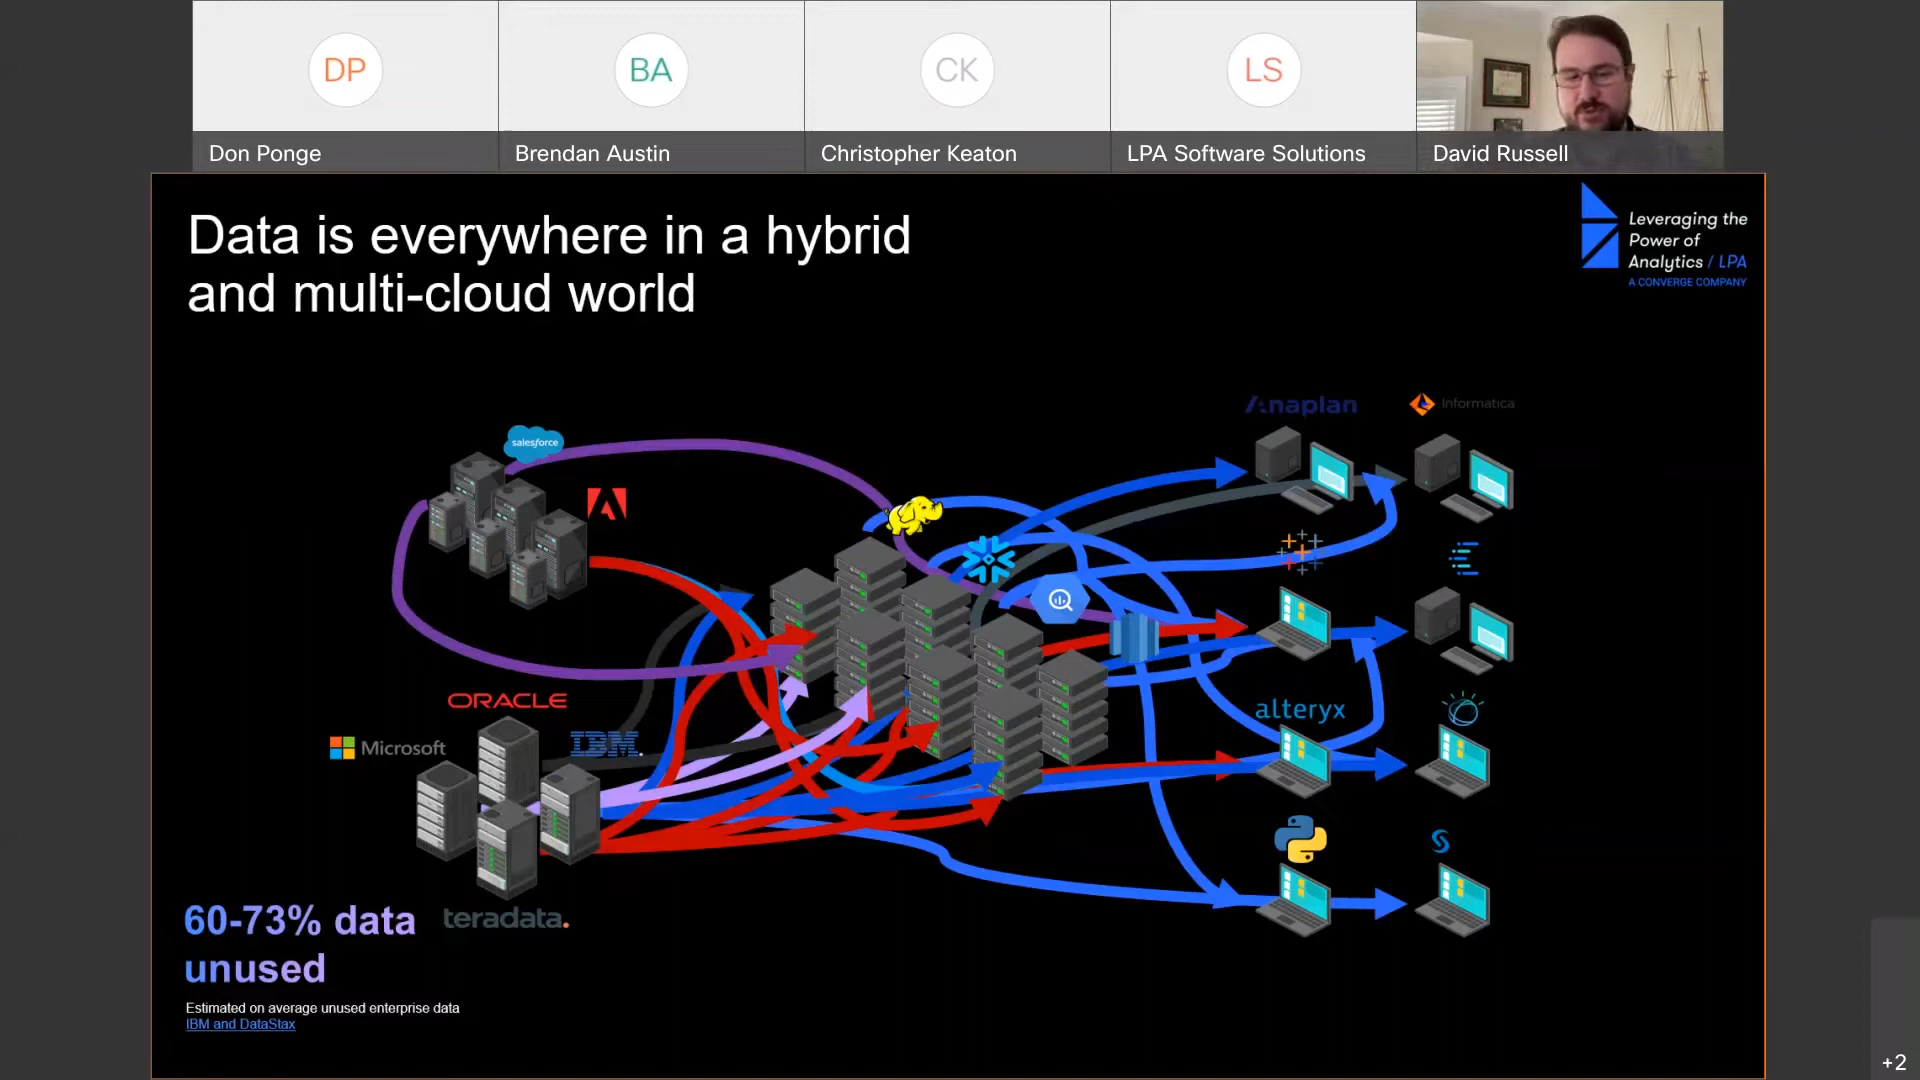 DP
BA
CK
LS
Don Ponge
Brendan Austin
Christopher Keaton
LPA Software Solutions
David Russell
Data is everywhere in a hybrid
and multi-cloud world
Leveraging the
Power of
Analytics / LPA
A CONVERGE COMPANY
Anaplan
Informatica
salesforce
ORACLE
Microsoft
IBM.
alteryx
teradata.
60-73% data
unused
Estimated on average unused enterprise data
IBM and DataStax
+2